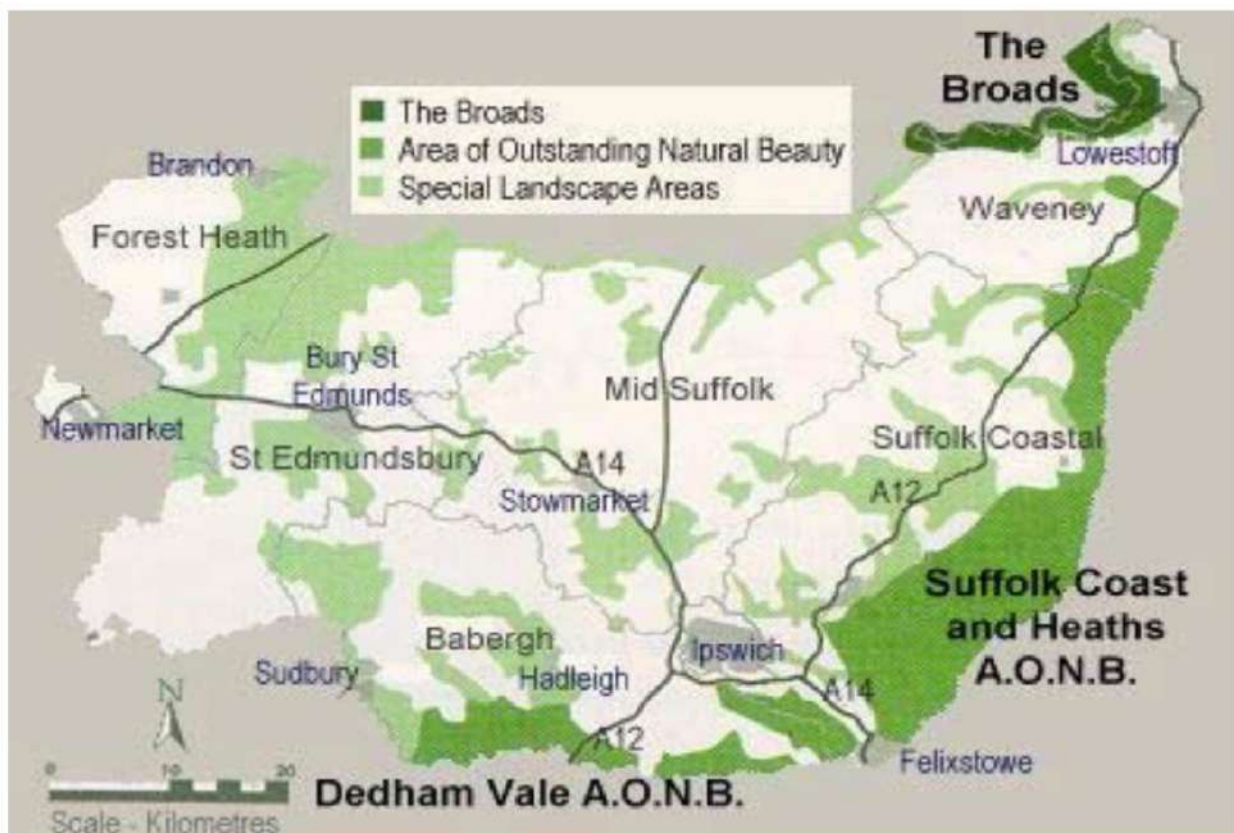 The
Broads
The Broads
Area of Outstanding Natural Beauty
Special Landscape Areas
Brandon
Lowestoft
Waveney
Forest Heath
Bury St
Edmunds
Mid Suffolk
Newmarket
St Edmundsbury
A14
Suffolk Coastal
Stowmarket
A12
Suffolk Coast
and Heaths
A.O.N.B.
Babergh
Ipswich
Sudbury
Hadleigh
A14
N
A12
Felixstowe
0 10 20
Dedham Vale A.O.N.B.
Scale - Kilometres